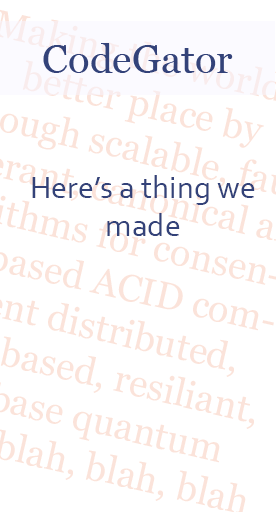 CodeGator
Here's a thing we
made
Making world
better place by
ough scalable, fau
erant, canonical a
ithms for consen-
based ACID com-
ent distributed,
based, resiliant,
base quantum
blah, blah, blah